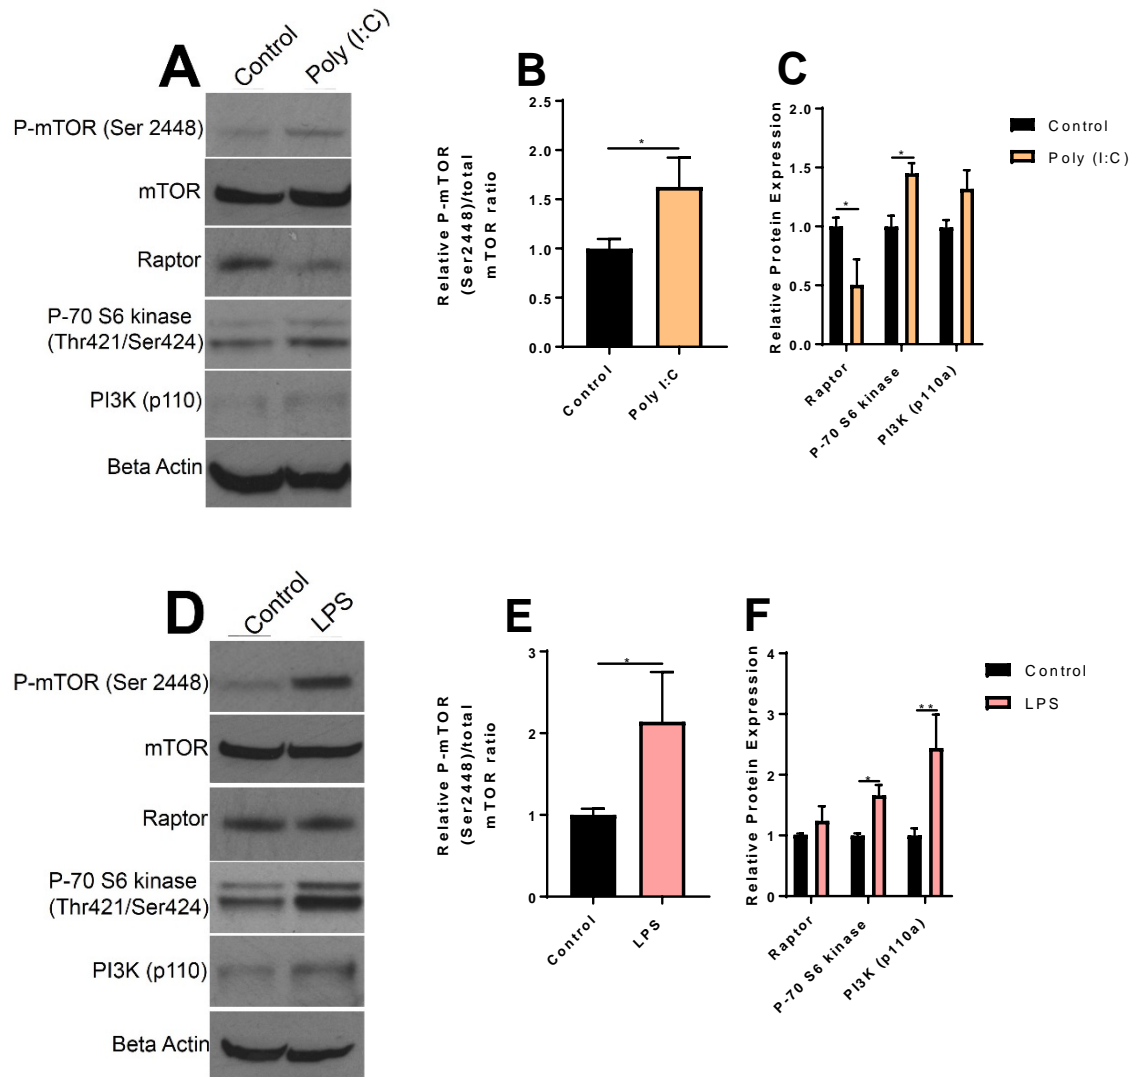 A
Control
Poly (I:C)
P-mTOR (Ser 2448)
mTOR
Raptor
P-70 S6 kinase
(Thr421/Ser424)
PI3K (p110)
Beta Actin
B
Relative P-mTOR
(Ser2448)/total
mTOR ratio
2.5
2.0
1.5
1.0
0.5
0.0
*
Control
Poly I:C
C
Relative Protein Expression
2.0
1.5
1.0
0.5
0.0
*
*
Raptor
P-70 S6 kinase
PI3K (p110a)
Control
Poly (I:C)
D
Control
LPS
P-mTOR (Ser 2448)
mTOR
Raptor
P-70 S6 kinase
(Thr421/Ser424)
PI3K (p110)
Beta Actin
E
Relative P-mTOR
(Ser2448)/total
mTOR ratio
3
2
1
0
*
Control
LPS
F
Relative Protein Expression
4
3
2
1
0
*
**
Raptor
P-70 S6 kinase
PI3K (p110a)
Control
LPS